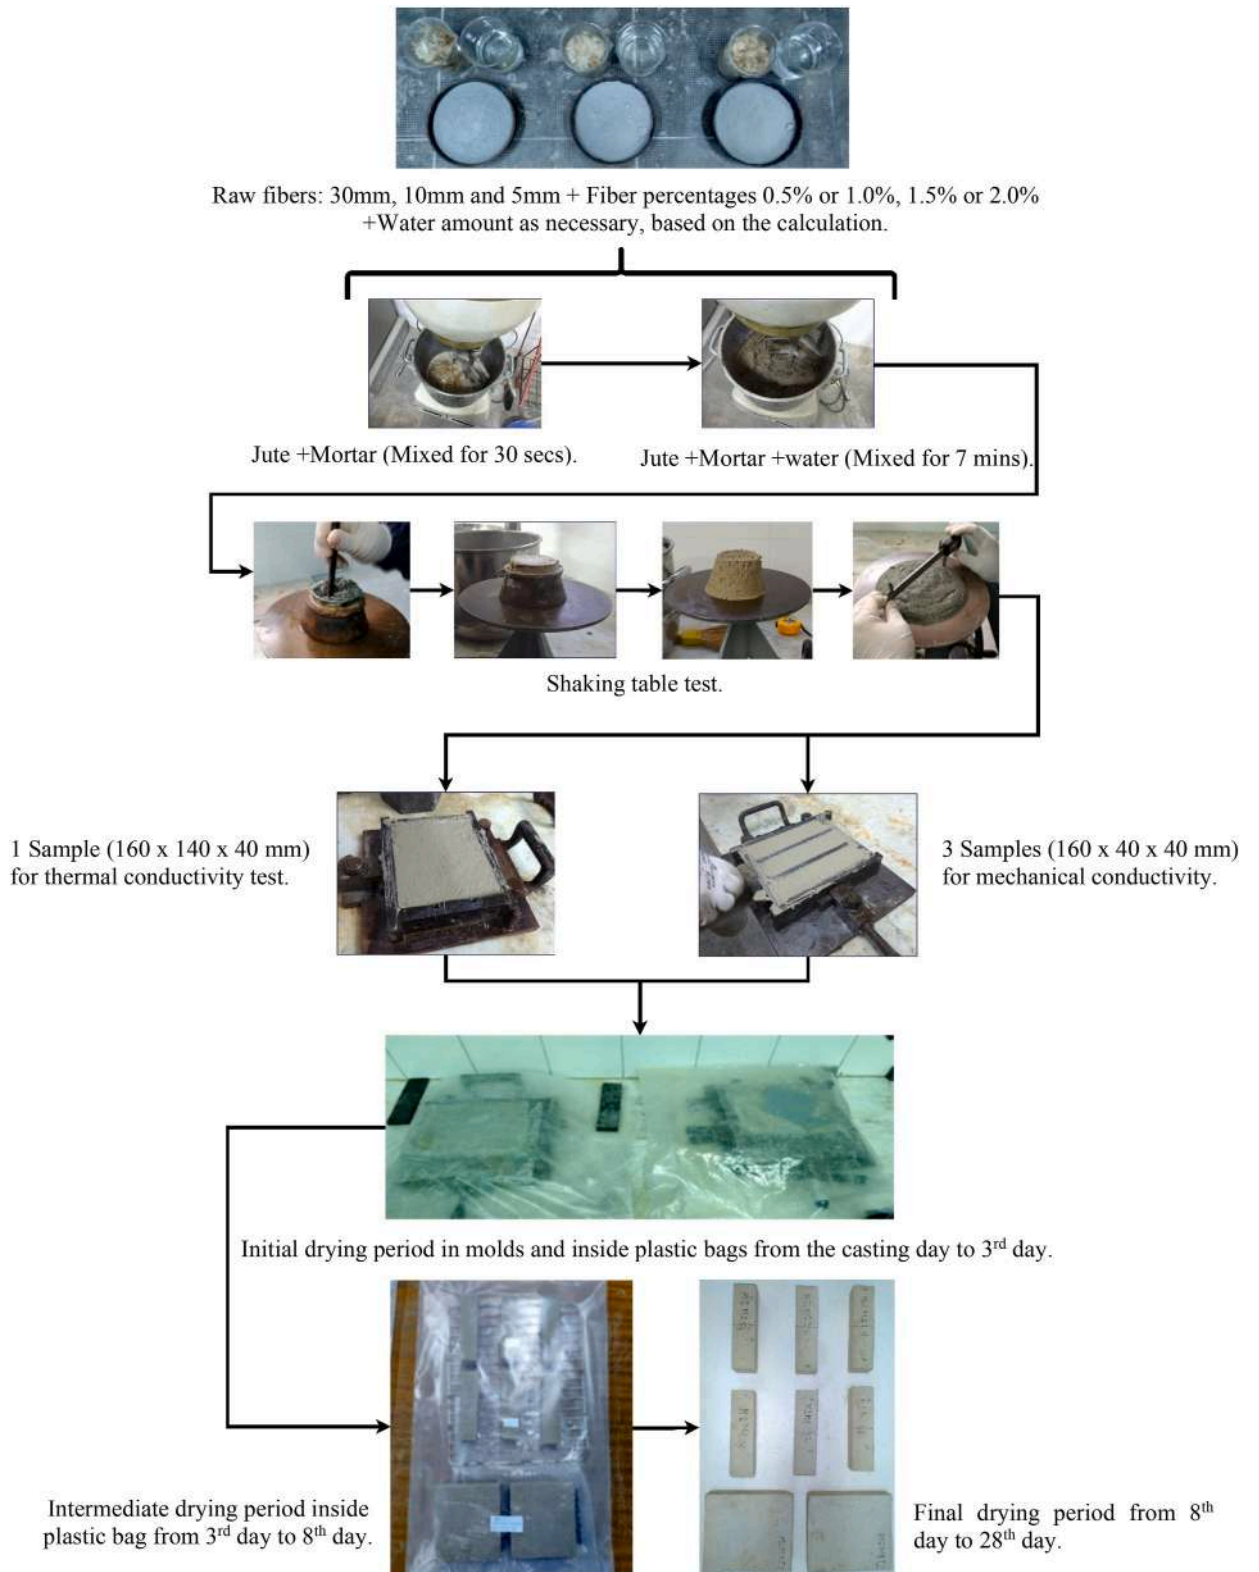 Raw fibers: 30mm, 10mm and 5mm + Fiber percentages 0.5% or 1.0%, 1.5% or 2.0%
+Water amount as necessary, based on the calculation.
Jute +Mortar (Mixed for 30 secs).
Jute +Mortar +water (Mixed for 7 mins).
Shaking table test.
1 Sample (160 x 140 x 40 mm)
for thermal conductivity test.
3 Samples (160 x 40 x 40 mm)
for mechanical conductivity.
Initial drying period in molds and inside plastic bags from the casting day to 3rd day.
Intermediate drying period inside
plastic bag from 3rd day to 8th day.
Final drying period from 8th
day to 28th day.